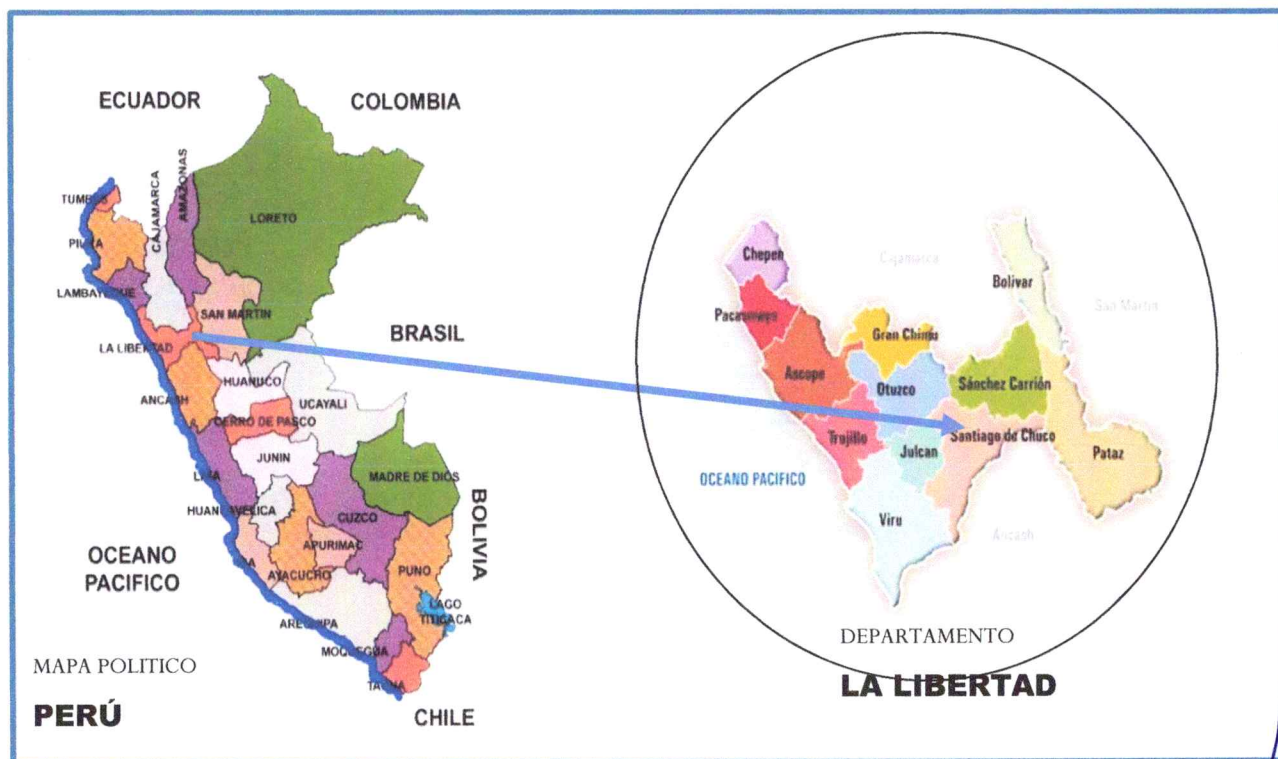 ECUADOR
COLOMBIA
TUMBES
CAJAMARCA
AMAZONAS
LORETO
PIURA
LAMBAYEQUE
SAN MARTIN
BRASIL
LA LIBERTAD
HUANUCO
ANCASH
UCAYALI
CERRO DE PASCO
JUNIN
LIMA
MADRE DE DIOS
HUANCAVELICA
CUZCO
BOLIVIA
OCEANO
PACIFICO
APURIMAC
AYACUCHO
PUNO
LAGO
TITICACA
AREQUIPA
MOQUEGUA
TACNA
CHILE
MAPA POLITICO
PERÚ
Chepen
Cajamarca
Bolivar
San Martin
Pacasmayo
Gran Chimu
Ascope
Otuzco
Sánchez Carrión
Trujillo
Santiago de Chuco
Julcan
Pataz
OCEANO PACIFICO
Viru
Ancash
DEPARTAMENTO
LA LIBERTAD